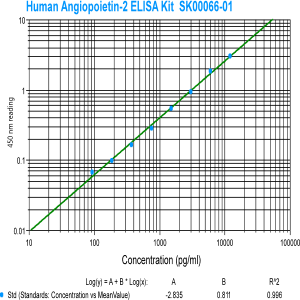 Human Angiopoietin-2 ELISA Kit SK00066-01
10
1
0.1
0.01
450 nm reading
10
100
1000
10000
100000
Concentration (pg/ml)
Log(y) = A + B * Log(x): A B R^2
Std (Standards: Concentration vs MeanValue) -2.835 0.811 0.996